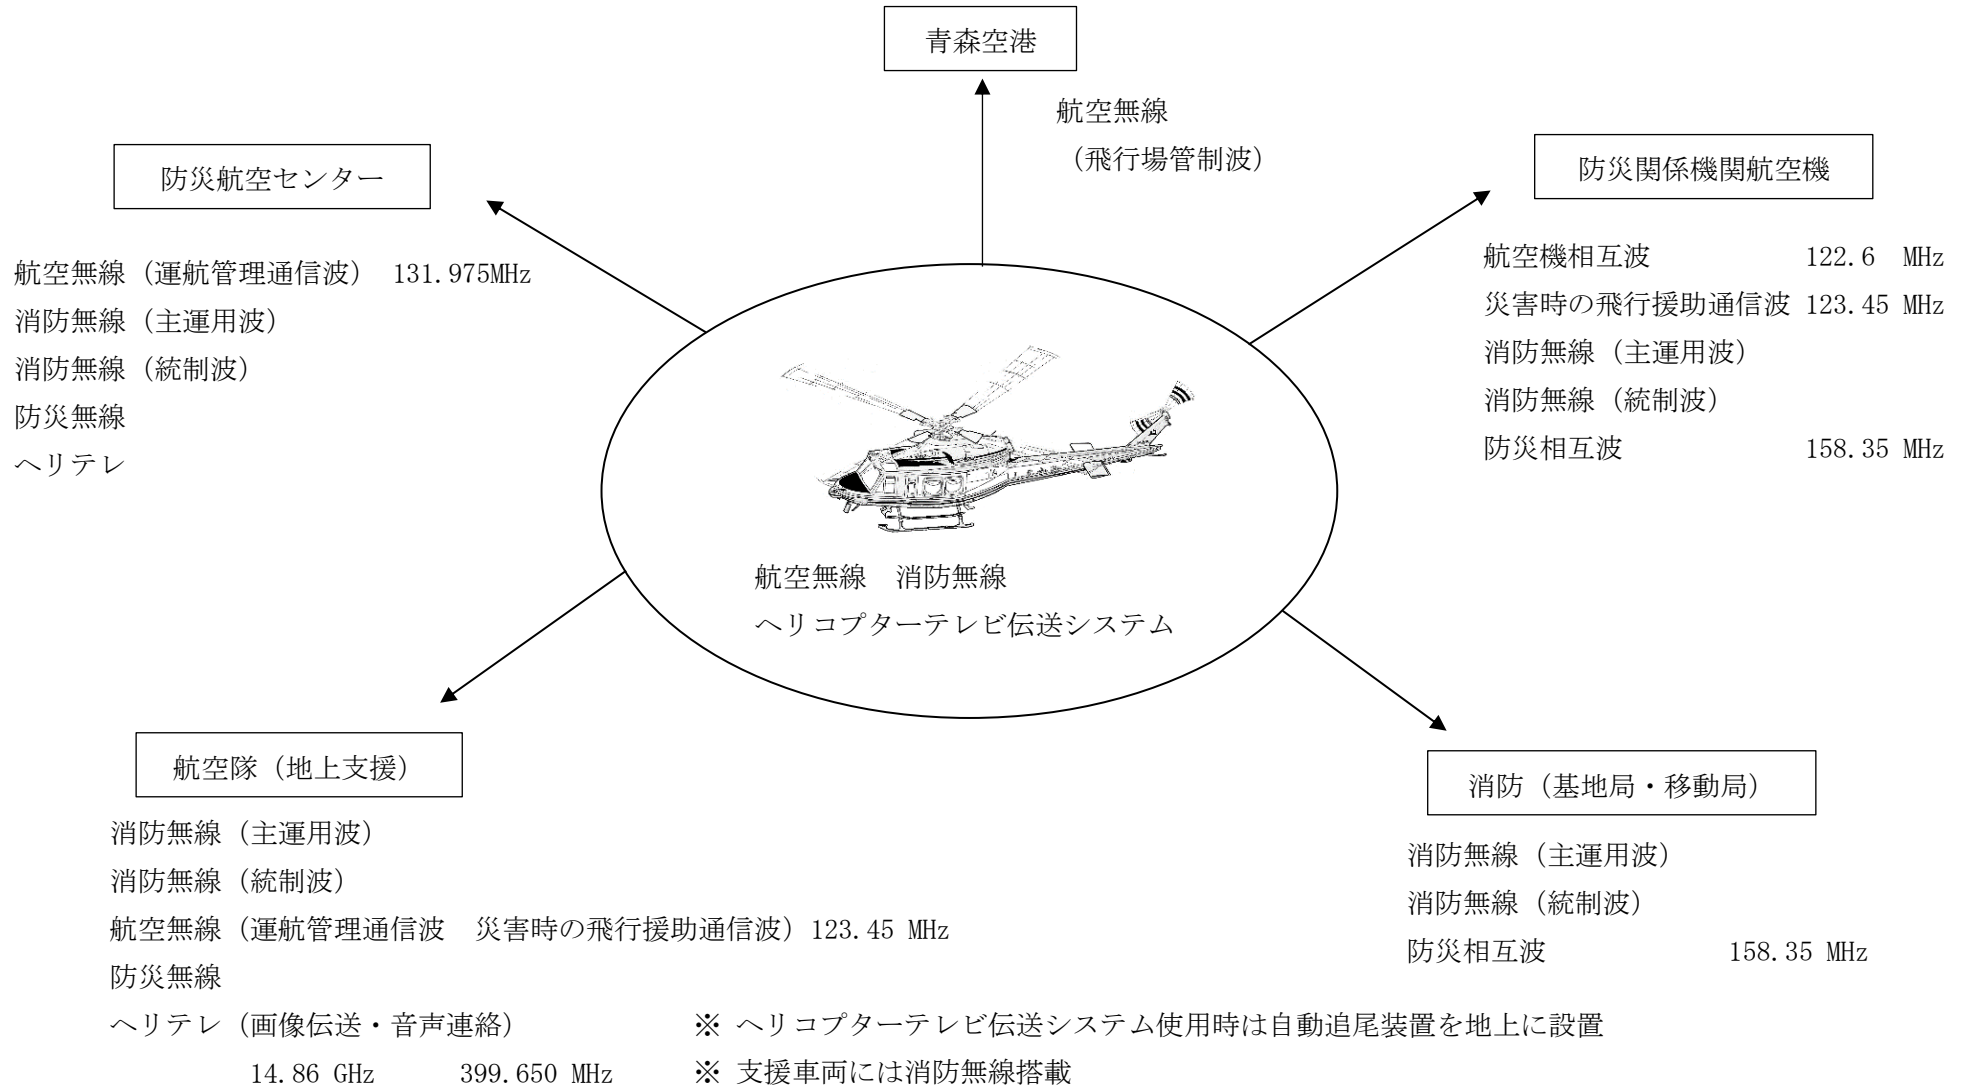 青森空港
航空無線
（飛行場管制波）
防災航空センター
航空無線（運航管理通信波）　131.975MHz
消防無線（主運用波）
消防無線（統制波）
防災無線
ヘリテレ
防災関係機関航空機
航空機相互波　122.6　MHz
災害時の飛行援助通信波 123.45 MHz
消防無線（主運用波）
消防無線（統制波）
防災相互波　158.35 MHz
航空無線　消防無線
ヘリコプターテレビ伝送システム
航空隊（地上支援）
消防無線（主運用波）
消防無線（統制波）
航空無線（運航管理通信波　災害時の飛行援助通信波）123.45 MHz
防災無線
ヘリテレ（画像伝送・音声連絡）
14.86 GHz　399.650 MHz
消防（基地局・移動局）
消防無線（主運用波）
消防無線（統制波）
防災相互波　158.35 MHz
※ ヘリコプターテレビ伝送システム使用時は自動追尾装置を地上に設置
※ 支援車両には消防無線搭載